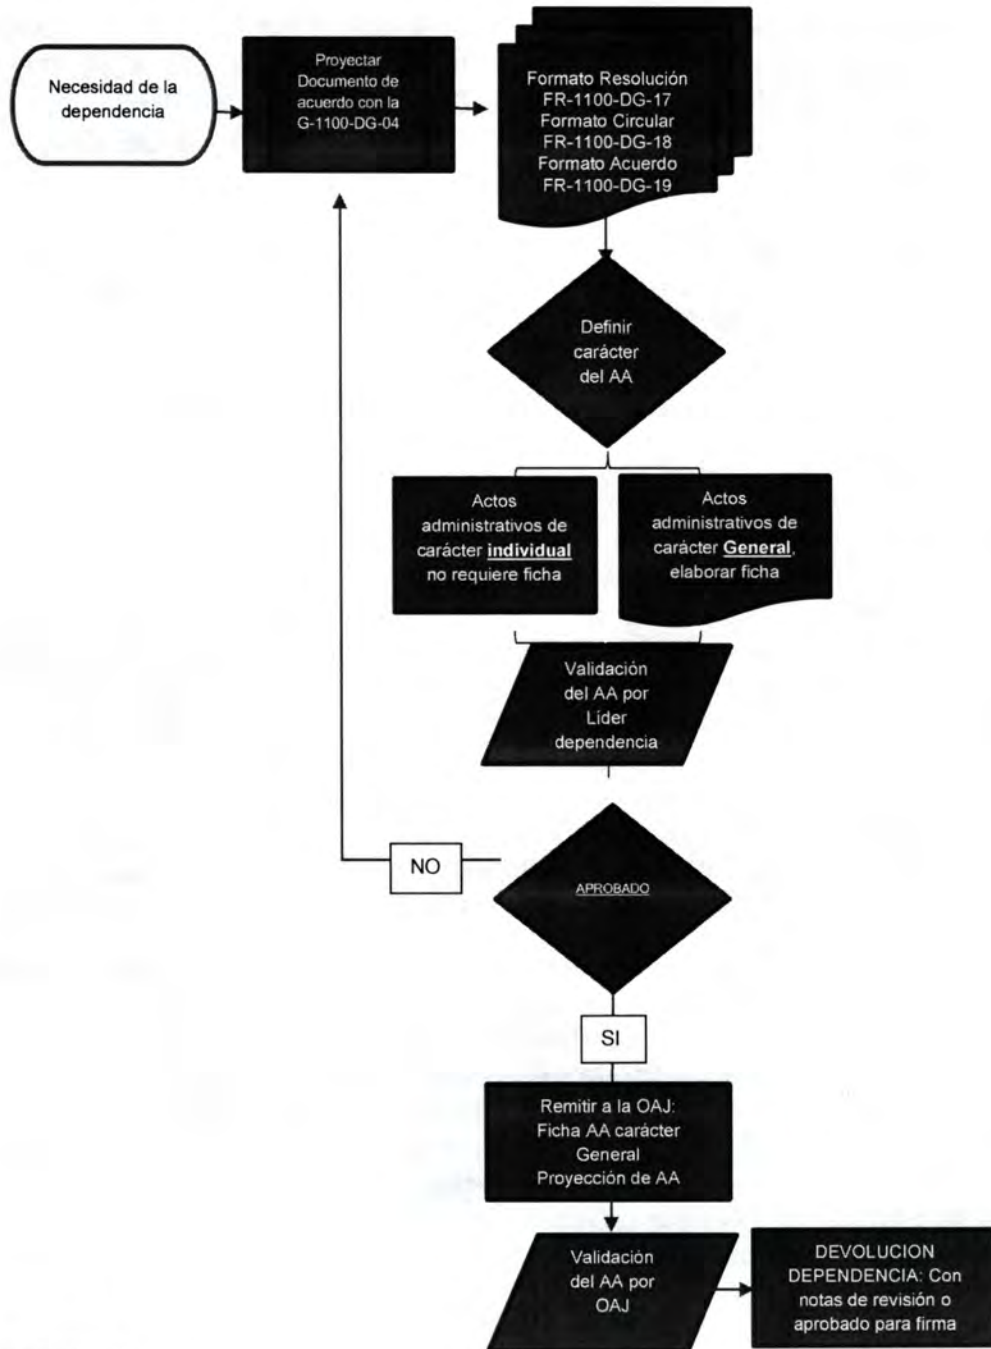 Necesidad de la
dependencia
Proyectar
Documento de
acuerdo con la
G-1100-DG-04
Formato Resolución
FR-1100-DG-17
Formato Circular
FR-1100-DG-18
Formato Acuerdo
FR-1100-DG-19
Definir
carácter
del AA
Actos
administrativos de
carácter individual
no requiere ficha
Actos
administrativos de
carácter General,
elaborar ficha
Validación
del AA por
Líder
dependencia
APROBADO
NO
SI
Remitir a la OAJ:
Ficha AA carácter
General
Proyección de AA
Validación
del AA por
OAJ
DEVOLUCION
DEPENDENCIA: Con
notas de revisión o
aprobado para firma